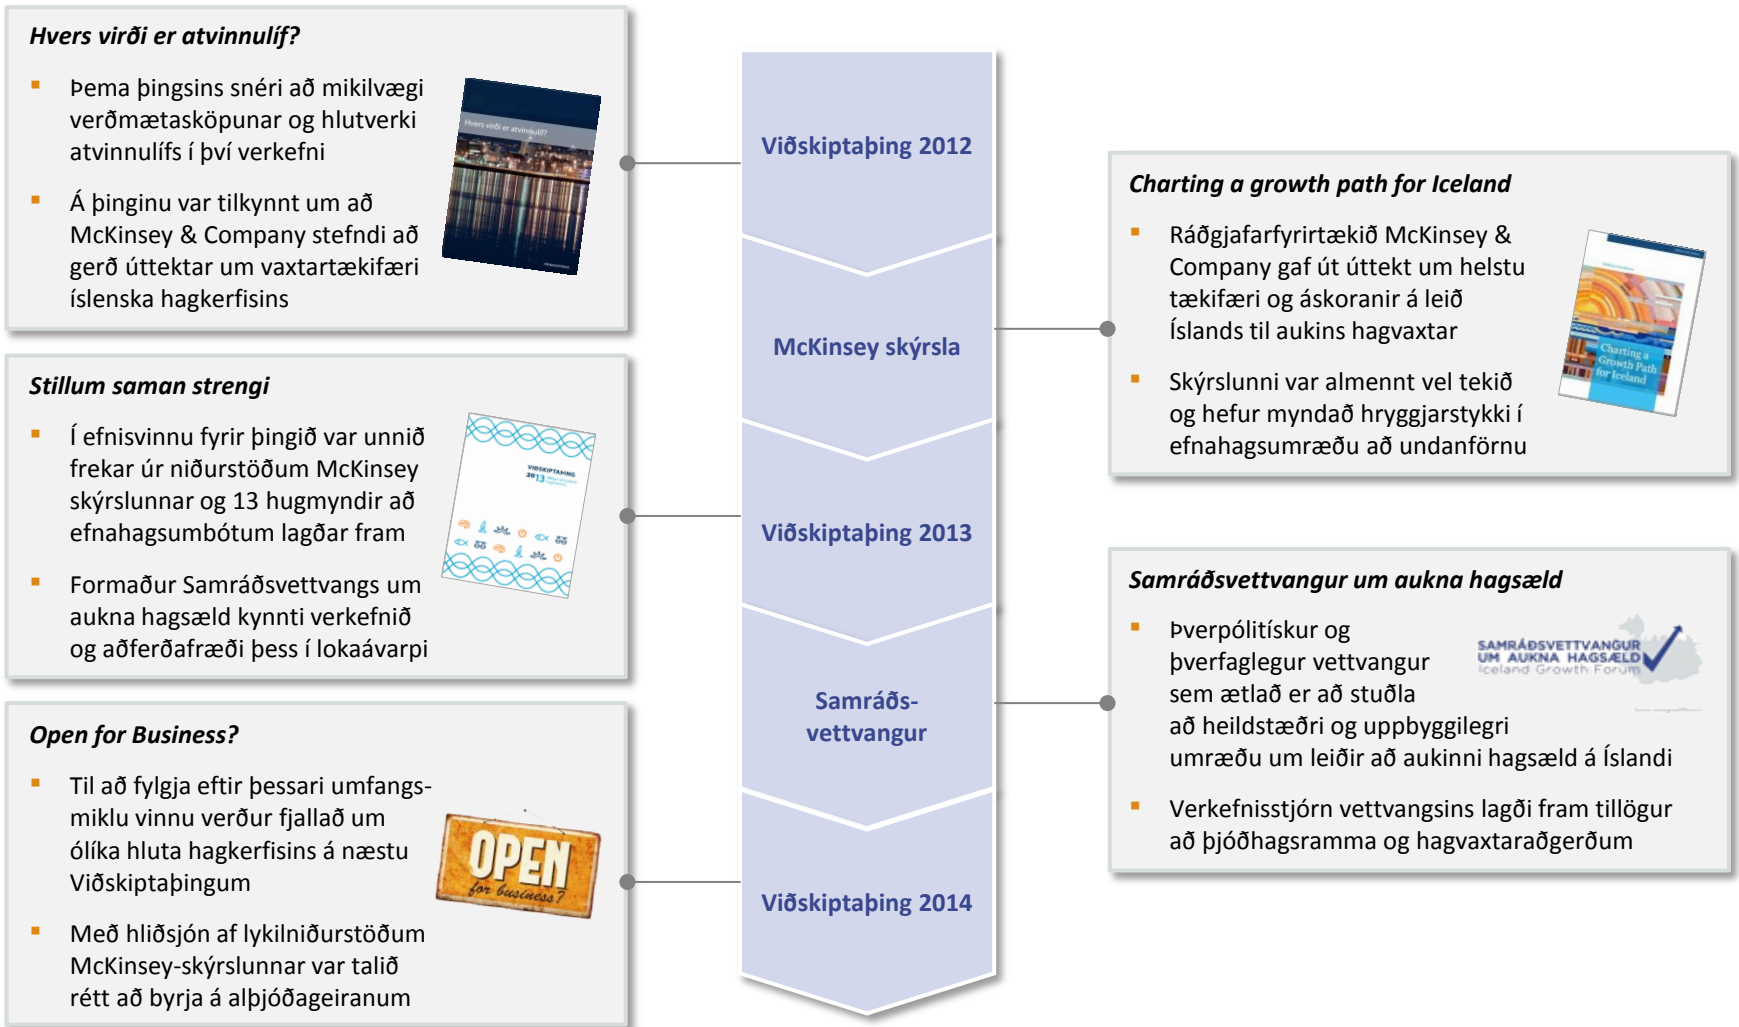 Hvers virði er atvinnulíf?
Þema þingsins snéri að mikilvægi
verðmætasköpunar og hlutverki
atvinnulífs í því verkefni
Á þinginu var tilkynnt um að
McKinsey & Company stefndi að
gerð úttektar um vaxtartækifæri
íslenska hagkerfisins
Hvers virði er atvinnulíf?
Viðskiptaþing 2012
Charting a growth path for Iceland
Ráðgjafarfyrirtækið McKinsey &
Company gaf út úttekt um helstu
tækifæri og áskoranir á leið
Íslands til aukins hagvaxtar
Skýrslunni var almennt vel tekið
og hefur myndað hryggjarstykki í
efnahagsumræðu að undanförnu
Charting a
Growth Path
for Iceland
McKinsey skýrsla
Stillum saman strengi
Í efnisvinnu fyrir þingið var unnið
frekar úr niðurstöðum McKinsey
skýrslunnar og 13 hugmyndir að
efnahagsumbótum lagðar fram
Formaður Samráðsvettvangs um
aukna hagsæld kynnti verkefnið
og aðferðafræði þess í lokaávarpi
VIÐSKIPTAÞING
2013
Viðskiptaþing 2013
Samráðsvettvangur um aukna hagsæld
Þverpólitískur og
þverfaglegur vettvangur
sem ætlað er að stuðla
að heildstæðri og uppbyggilegri
umræðu um leiðir að aukinni hagsæld á Íslandi
Verkefnisstjórn vettvangsins lagði fram tillögur
að þjóðhagsramma og hagvaxtaraðgerðum
SAMRÁÐSVETTVANGUR
UM AUKNA HAGSÆLD
Iceland Growth Forum
Samráðs-
vettvangur
Open for Business?
Til að fylgja eftir þessari umfangs-
miklu vinnu verður fjallað um
ólíka hluta hagkerfisins á næstu
Viðskiptaþingum
Með hliðsjón af lykilniðurstöðum
McKinsey-skýrslunnar var talið
rétt að byrja á alþjóðageiranum
OPEN
for business?
Viðskiptaþing 2014